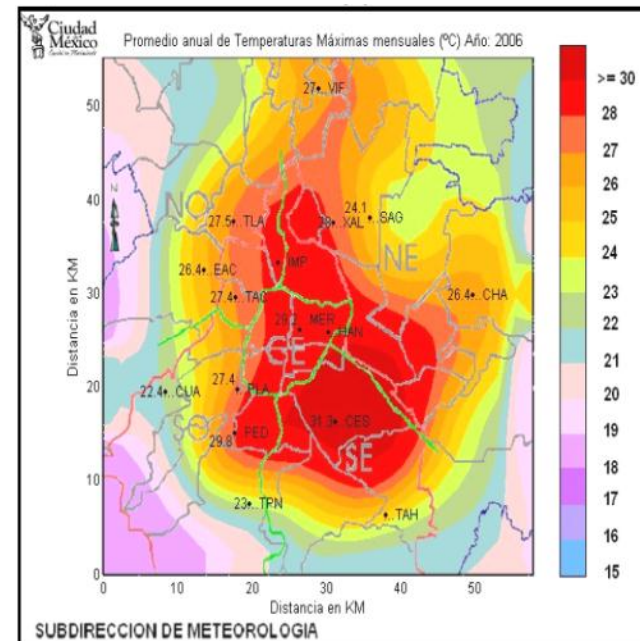 Ciudad
México
Promedio anual de Temperaturas Máximas mensuales (ºC) Año: 2006
Distancia en KM
50
40
30
20
10
0
0 10 20 30 40 50
Distancia en KM
N
NO
NE
CE
SO
SE
27 VIF
27.5 TLA
28 XAL
24.1 SAG
IMP
26.4 EAC
27.4 TAC
26.4 CHA
29.2 MER
HAN
27.4 PLA
22.4 CUA
31.3 CES
29.8 PED
23 TPN
TAH
>= 30
28
27
26
25
24
23
22
21
20
19
18
17
16
15
SUBDIRECCION DE METEOROLOGIA